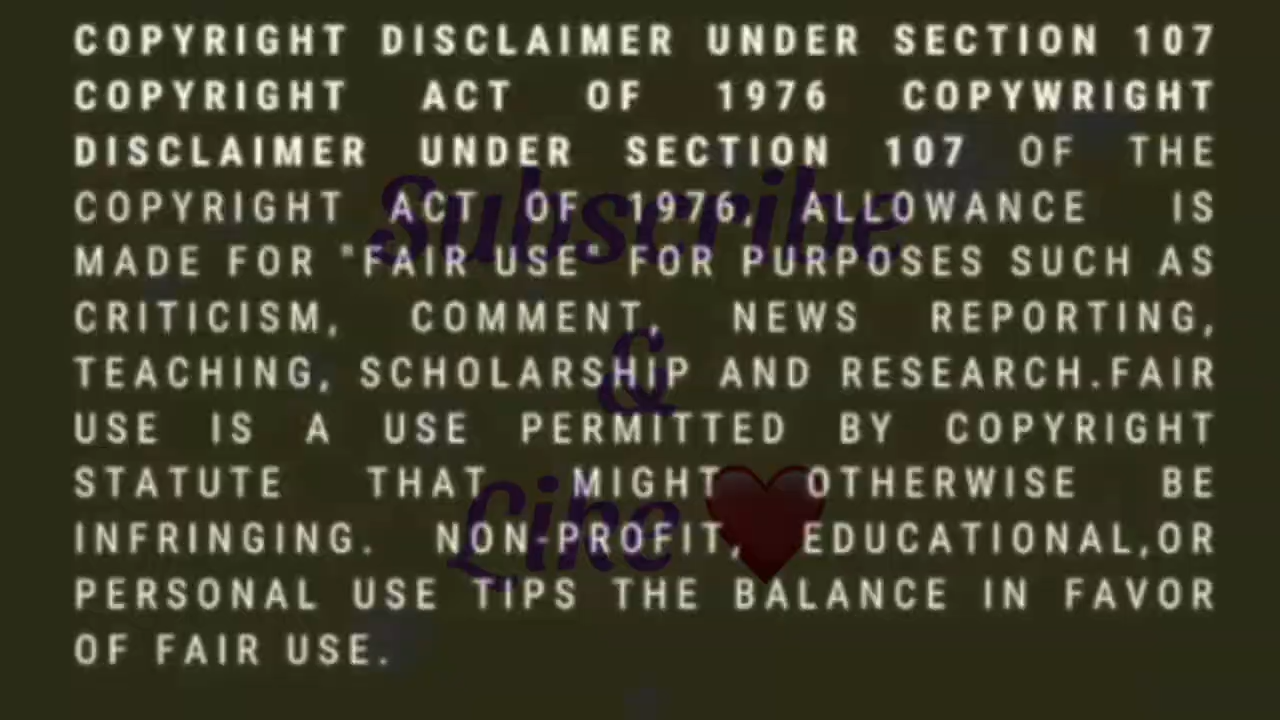 COPYRIGHT DISCLAIMER UNDER SECTION 107
COPYRIGHT ACT OF 1976 COPYWRIGHT
DISCLAIMER UNDER SECTION 107 OF THE
COPYRIGHT ACT OF 1976, ALLOWANCE IS
MADE FOR "FAIR USE" FOR PURPOSES SUCH AS
CRITICISM, COMMENT, NEWS REPORTING,
TEACHING, SCHOLARSHIP AND RESEARCH.FAIR
USE IS A USE PERMITTED BY COPYRIGHT
STATUTE THAT MIGHT OTHERWISE BE
INFRINGING. NON-PROFIT, EDUCATIONAL,OR
PERSONAL USE TIPS THE BALANCE IN FAVOR
OF FAIR USE.
Subscribe
&
Like